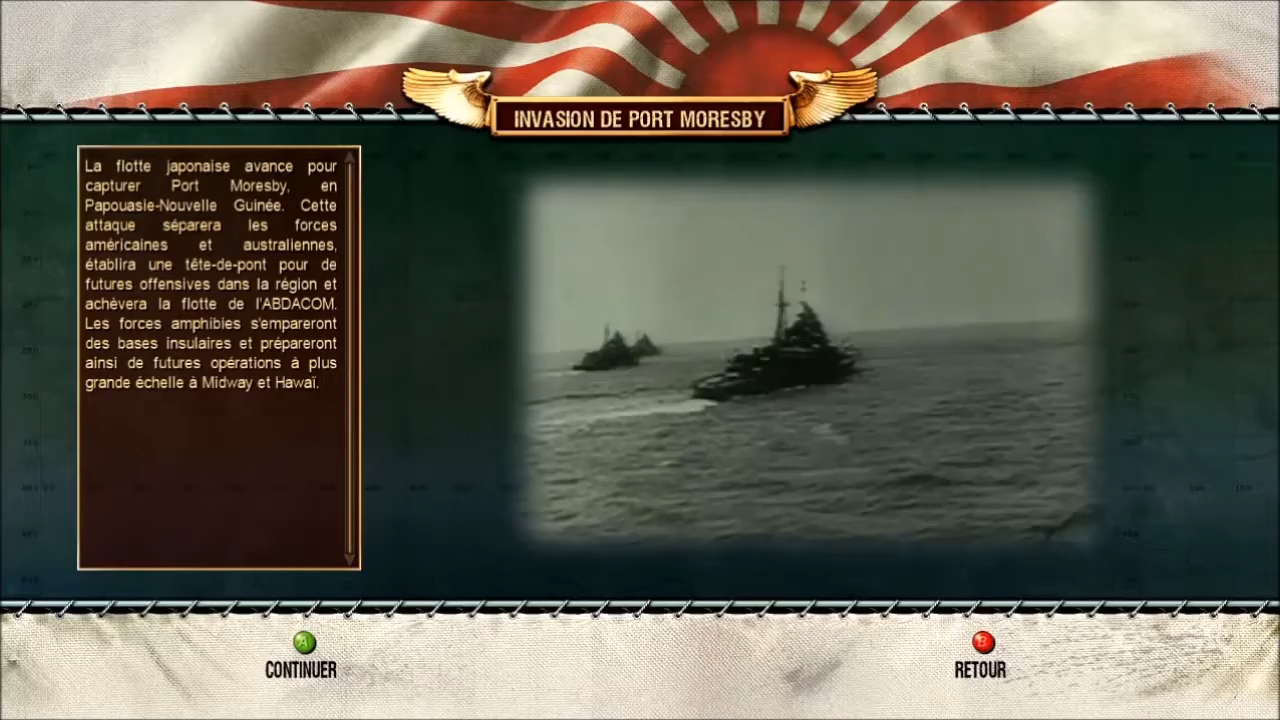 INVASION DE PORT MORESBY
La flotte japonaise avance pour
capturer Port Moresby, en
Papouasie-Nouvelle Guinée. Cette
attaque séparera les forces
américaines et australiennes,
établira une tête-de-pont pour de
futures offensives dans la région et
achèvera la flotte de l'ABDACOM.
Les forces amphibies s'empareront
des bases insulaires et prépareront
ainsi de futures opérations à plus
grande échelle à Midway et Hawaï.
A
CONTINUER
B
RETOUR